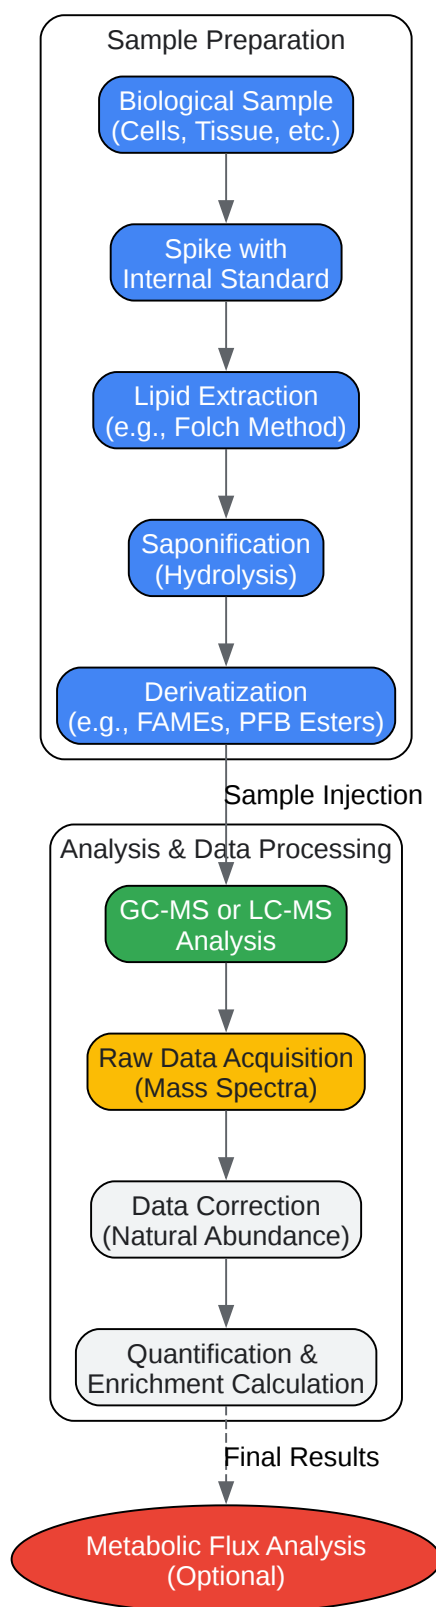 Sample Preparation
Biological Sample
(Cells, Tissue, etc.)
Spike with
Internal Standard
Lipid Extraction
(e.g., Folch Method)
Saponification
(Hydrolysis)
Derivatization
(e.g., FAMEs, PFB Esters)
Sample Injection
Analysis & Data Processing
GC-MS or LC-MS
Analysis
Raw Data Acquisition
(Mass Spectra)
Data Correction
(Natural Abundance)
Quantification &
Enrichment Calculation
Final Results
Metabolic Flux Analysis
(Optional)